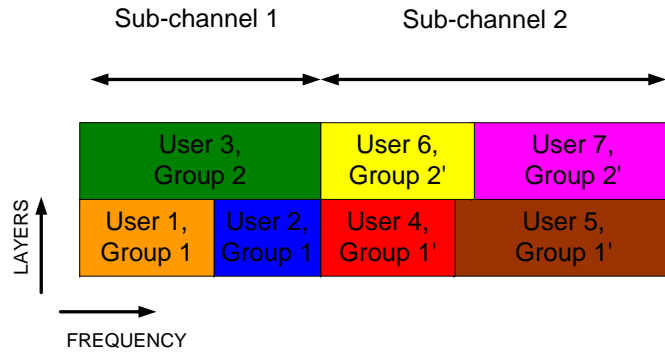 Sub-channel 1
Sub-channel 2
User 3,
Group 2
User 6,
Group 2'
User 7,
Group 2'
User 1,
Group 1
User 2,
Group 1
User 4,
Group 1'
User 5,
Group 1'
LAYERS
FREQUENCY